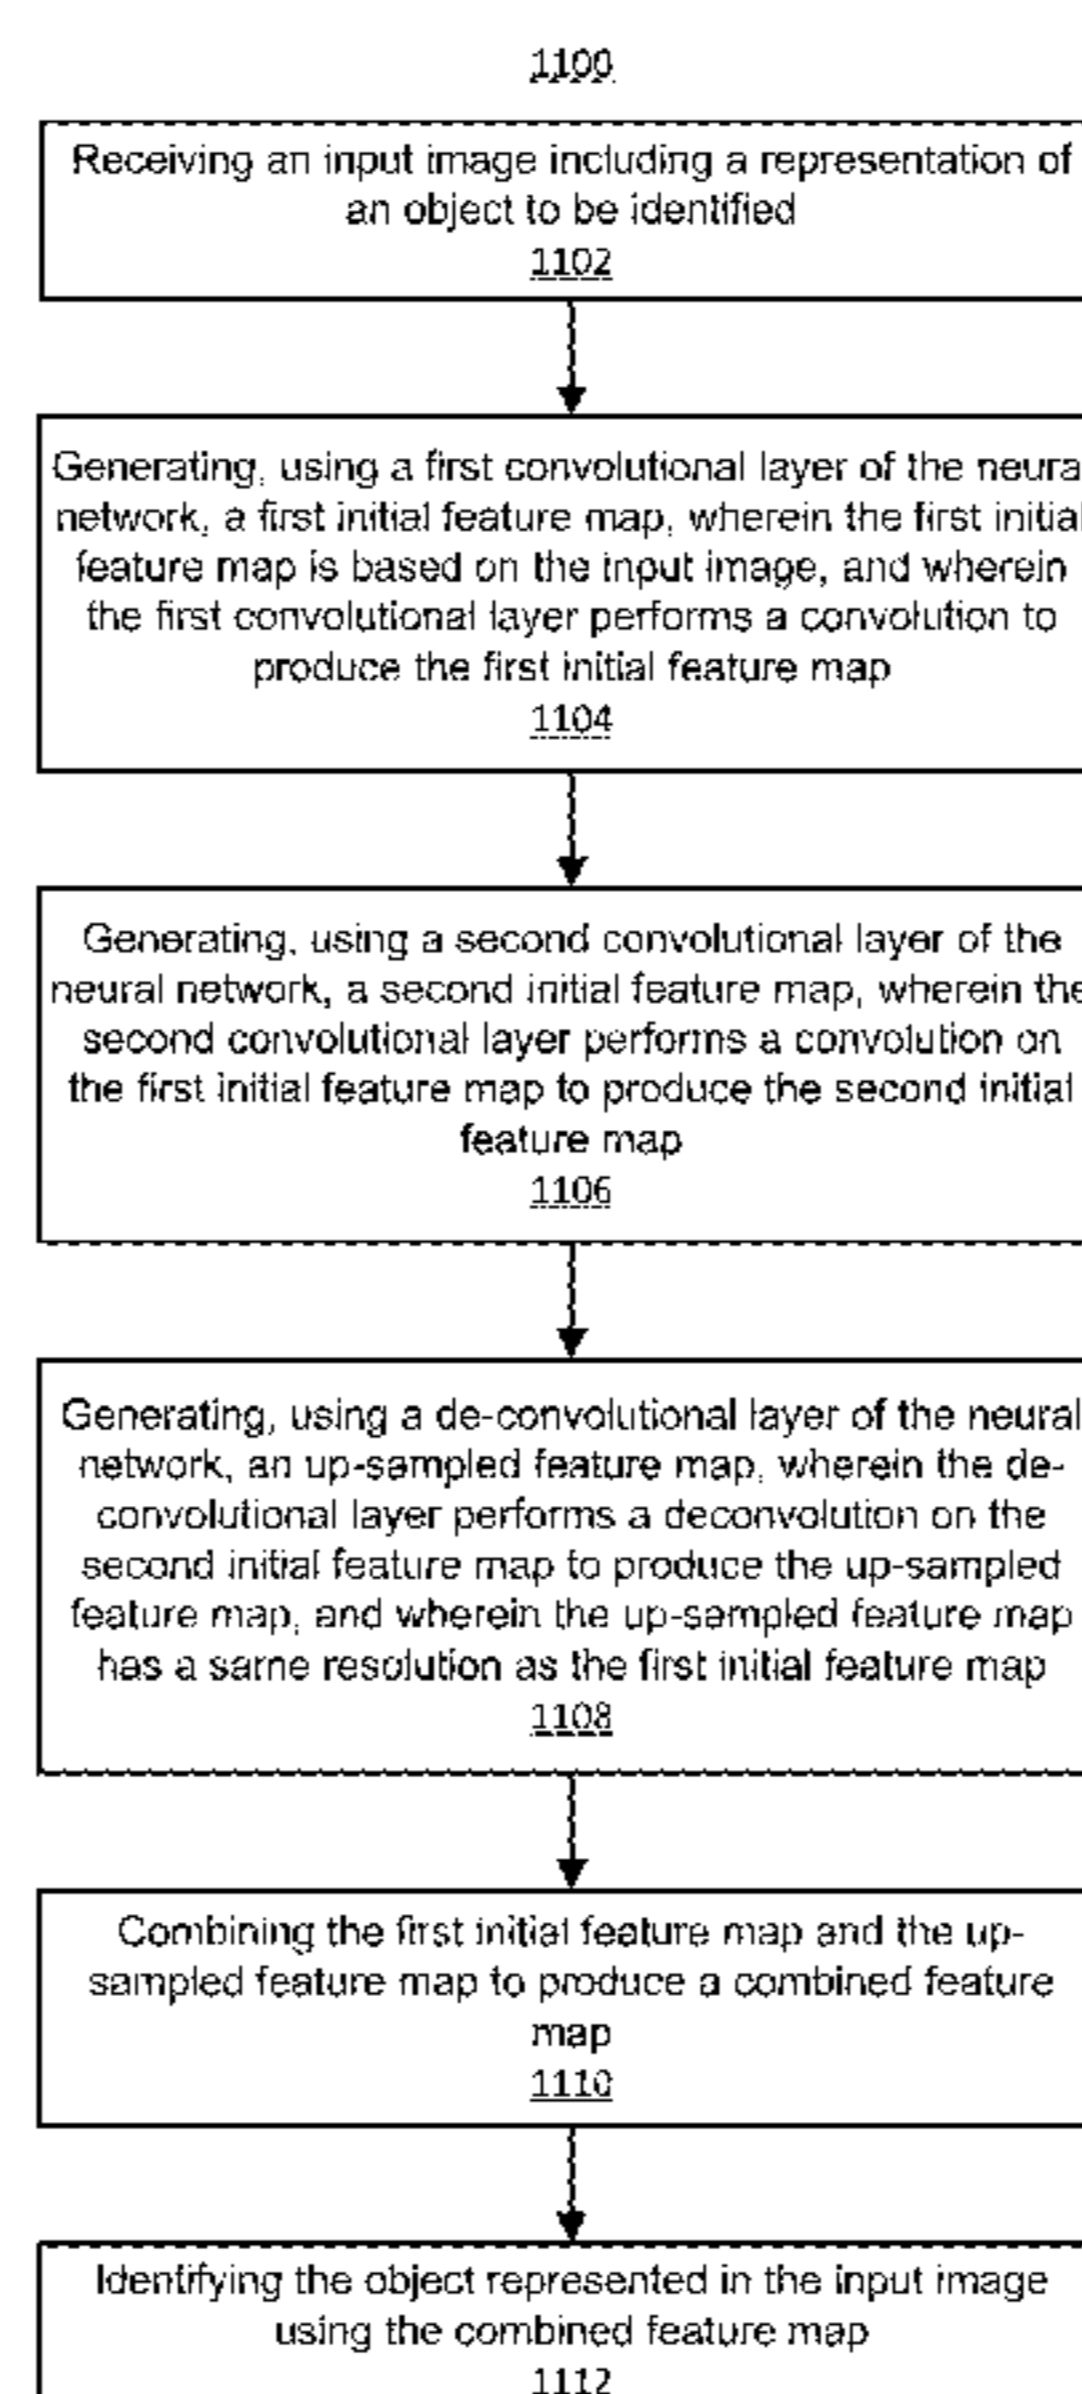 1100
Receiving an input image including a representation of
an object to be identified
1102
Generating, using a first convolutional layer of the neura
network, a first initial feature map, wherein the first initial
feature map is based on the input image, and wherein
the first convolutional layer performs a convolution to
produce the first initial feature map
1104
Generating, using a second convolutional layer of the
neural network, a second initial feature map, wherein the
second convolutional layer performs a convolution on
the first initial feature map to produce the second initial
feature map
1106
Generating, using a de-convolutional layer of the neural
network, an up-sampled feature map, wherein the de-
convolutional layer performs a deconvolution on the
second initial feature map to produce the up-sampled
feature map, and wherein the up-sampled feature map
has a same resolution as the first initial feature map
1108
Combining the first initial feature map and the up-
sampled feature map to produce a combined feature
map
1110
Identifying the object represented in the input image
using the combined feature map
1112